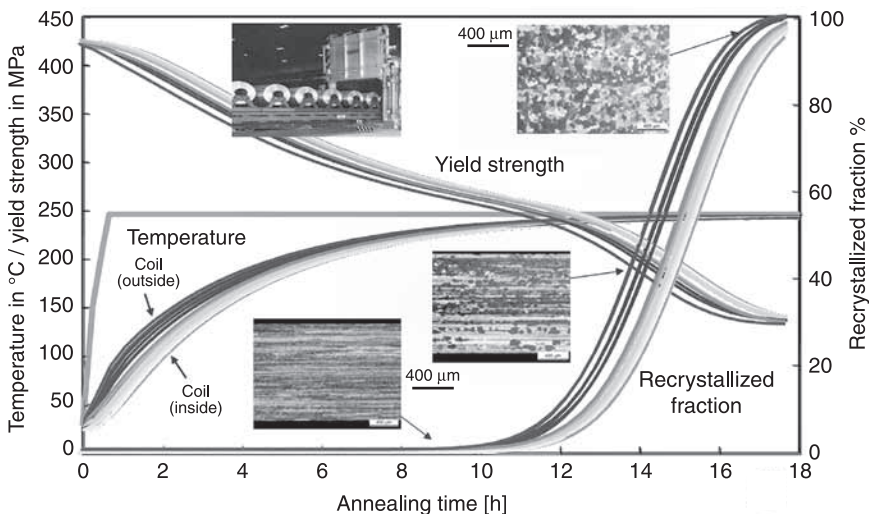 450
400
350
300
250
200
150
100
50
0
Temperature in °C / yield strength in MPa
0
2
4
6
8
10
12
14
16
18
Annealing time [h]
100
80
60
40
20
0
Recrystallized fraction %
400 µm
Yield strength
Temperature
Coil
(outside)
Coil
(inside)
400 µm
Recrystallized
fraction